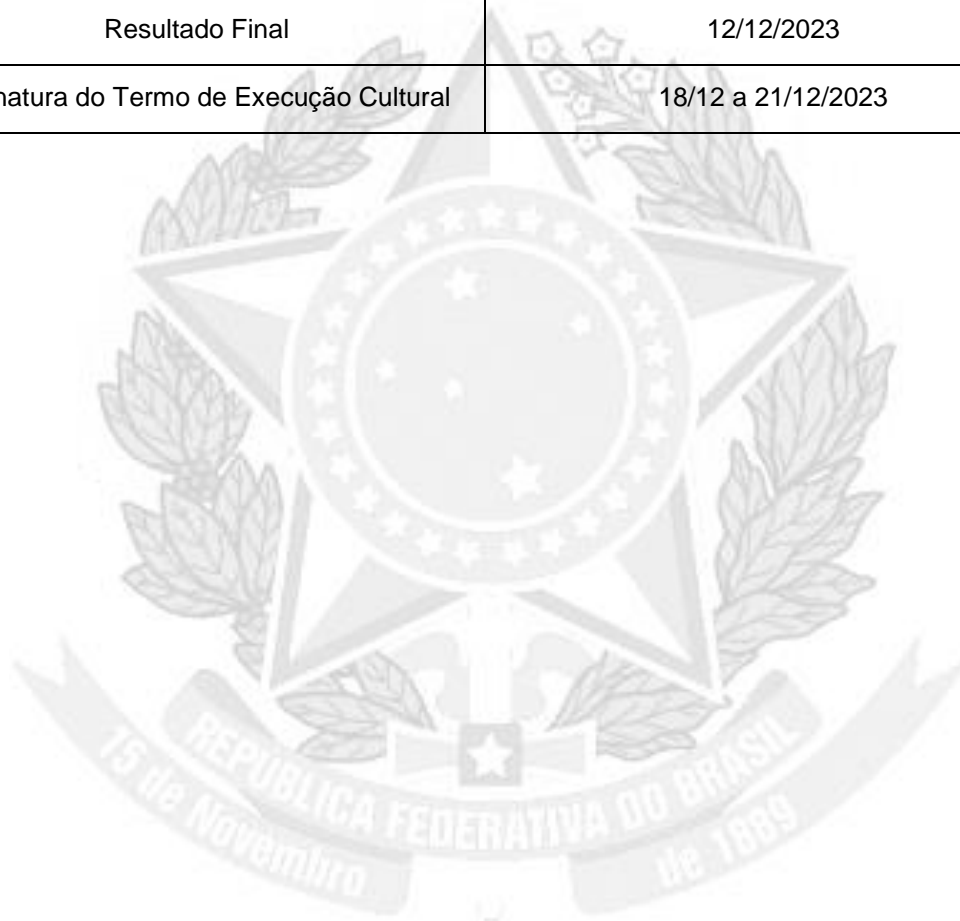 Resultado Final 12/12/2023
natura do Termo de Execução Cultural 18/12 a 21/12/2023
REPÚBLICA FEDERATIVA DO BRASIL
15 de Novembro de 1889